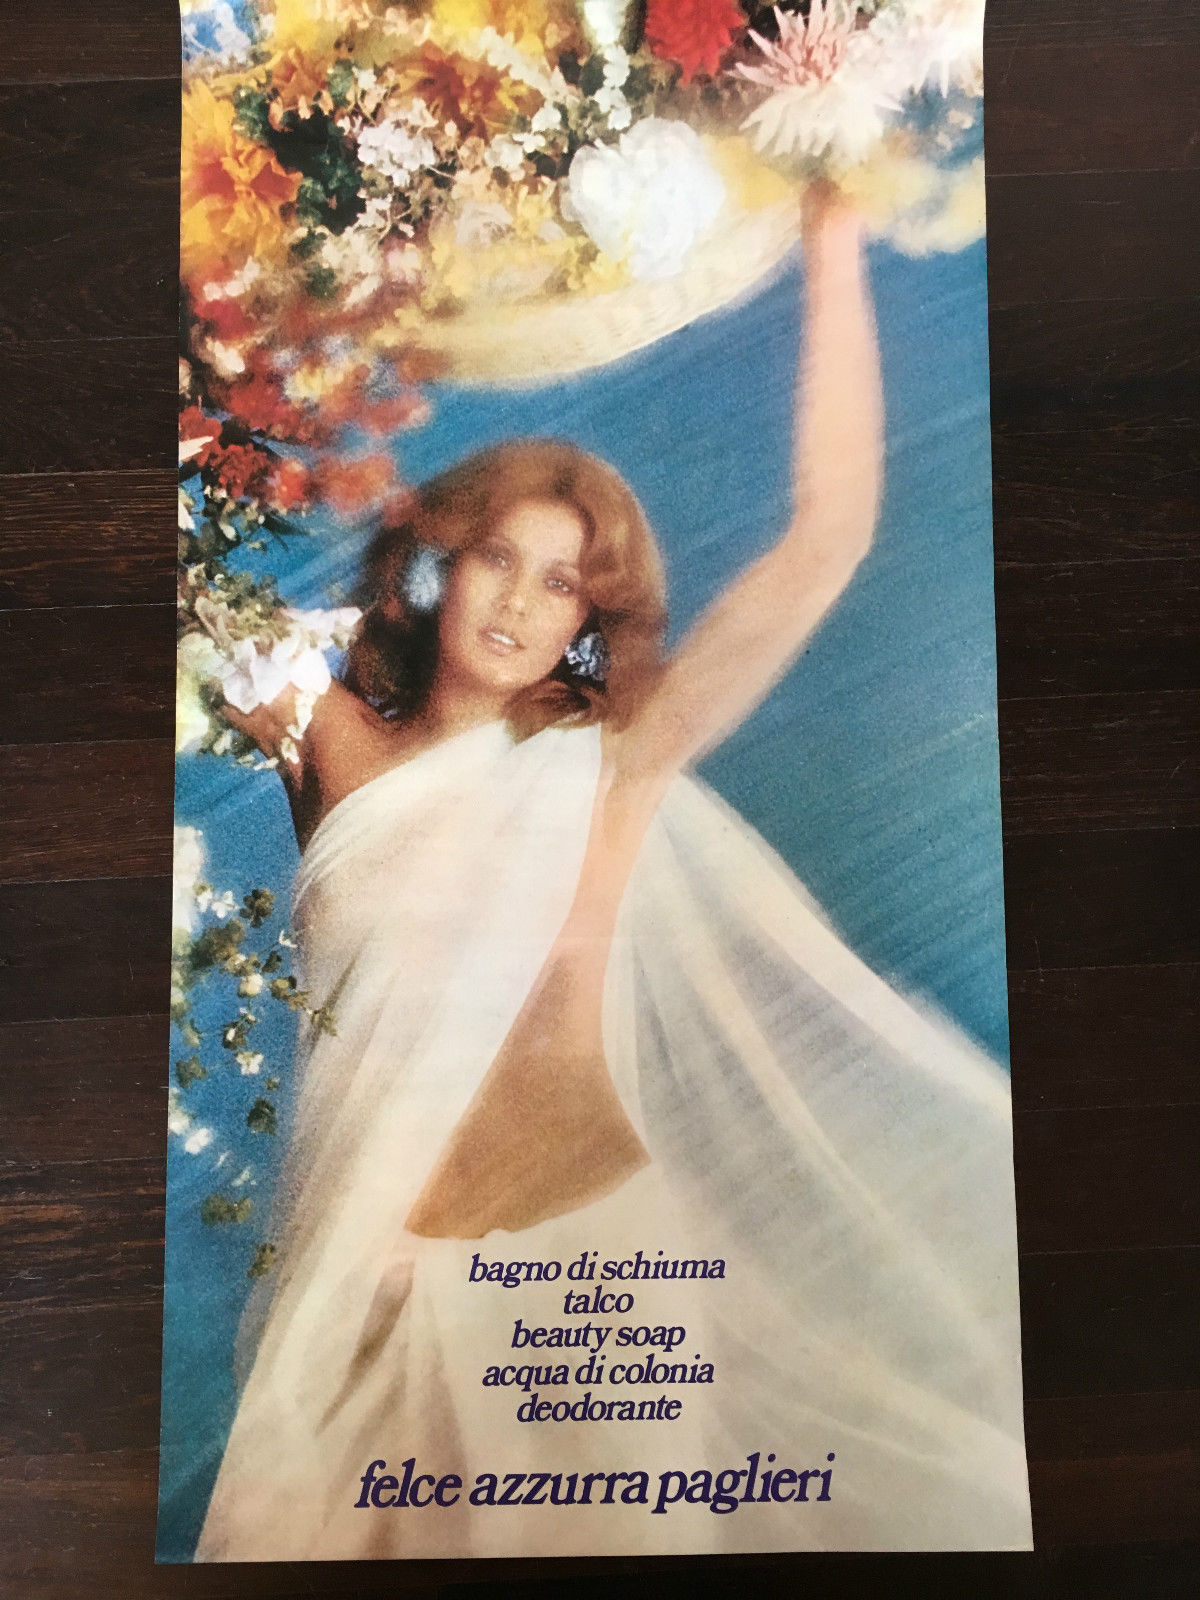 bagno di schiuma
talco
beauty soap
acqua di colonia
deodorante
felce azzurra paglieri